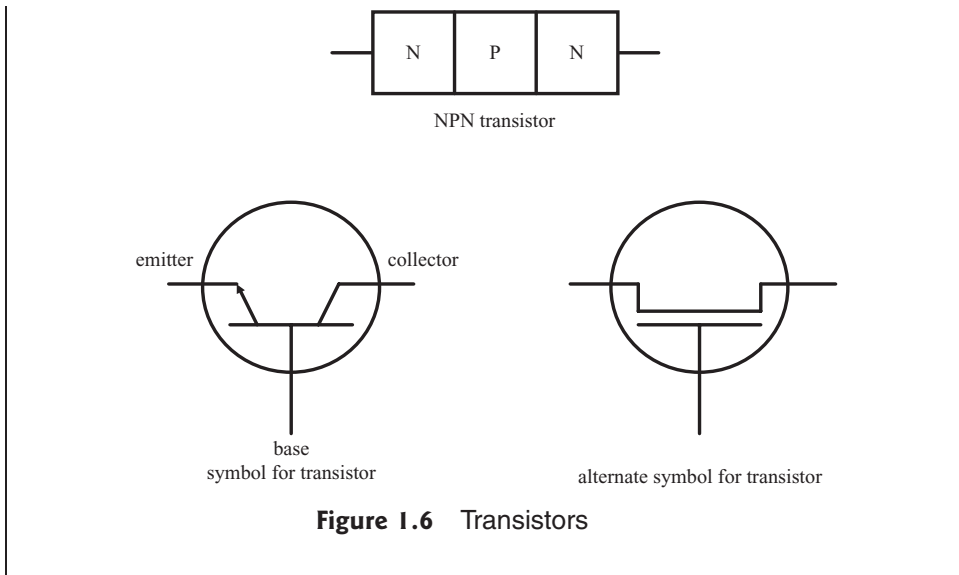 N P N
NPN transistor
emitter
collector
base
symbol for transistor
alternate symbol for transistor
Figure 1.6 Transistors